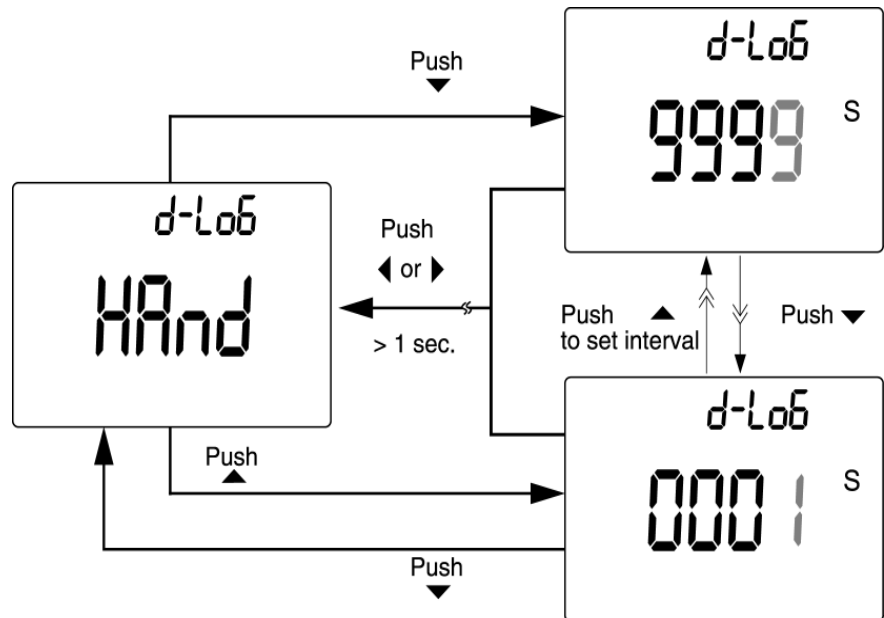 d-LoG
9999 S
Push
▼
d-LoG
HAnd
Push
◀ or ▶
> 1 sec.
Push ▲
to set interval
Push ▼
d-LoG
0001 S
Push
▲
Push
▼